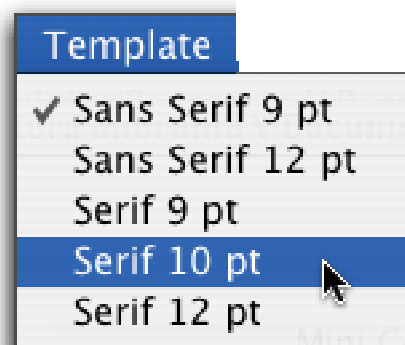 Template
✓ Sans Serif 9 pt
Sans Serif 12 pt
Serif 9 pt
Serif 10 pt
Serif 12 pt